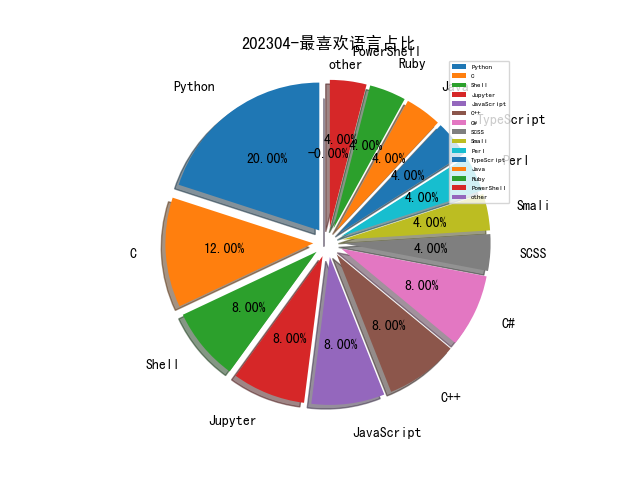 202304-最喜欢语言占比
PowerShell
other
Ruby
Python
TypeScript
Perl
Smali
SCSS
C#
C++
JavaScript
Jupyter
Shell
C
20.00%
12.00%
8.00%
8.00%
8.00%
8.00%
8.00%
4.00%
4.00%
4.00%
4.00%
4.00%
4.00%
4.00%
-0.00%
Python
C
Shell
Jupyter
JavaScript
C++
C#
SCSS
Smali
Perl
TypeScript
Java
Ruby
PowerShell
other